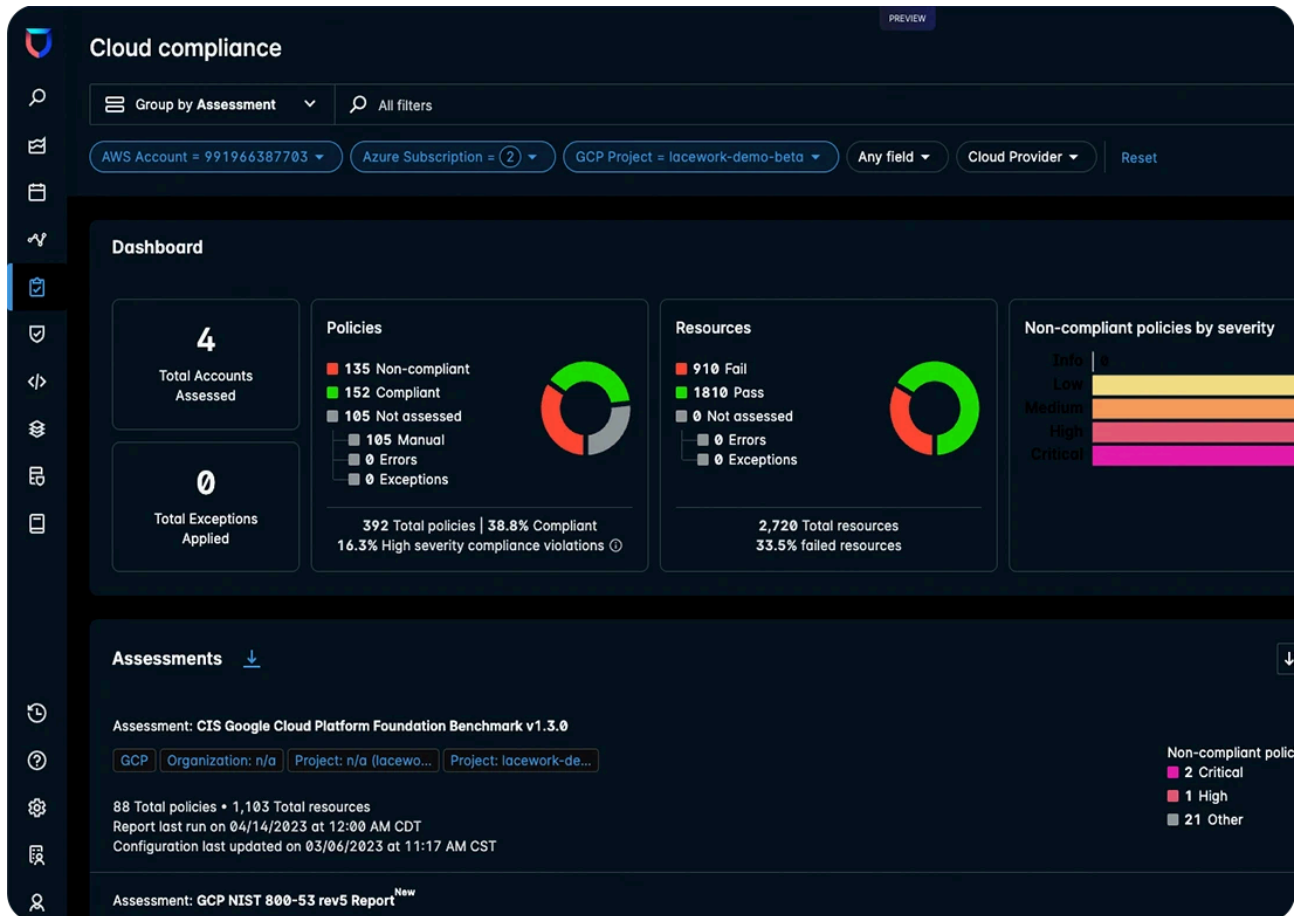 PREVIEW
Cloud compliance
Group by Assessment
All filters
AWS Account = 991966387703
Azure Subscription = 2
GCP Project = lacework-demo-beta
Any field
Cloud Provider
Reset
Dashboard
4
Total Accounts
Assessed
0
Total Exceptions
Applied
Policies
135 Non-compliant
152 Compliant
105 Not assessed
105 Manual
0 Errors
0 Exceptions
392 Total policies | 38.8% Compliant
16.3% High severity compliance violations
Resources
910 Fail
1810 Pass
0 Not assessed
0 Errors
0 Exceptions
2,720 Total resources
33.5% failed resources
Non-compliant policies by severity
Info 0
Low
Medium
High
Critical
Assessments
Assessment: CIS Google Cloud Platform Foundation Benchmark v1.3.0
GCP
Organization: n/a
Project: n/a (lacewo...
Project: lacework-de...
88 Total policies • 1,103 Total resources
Report last run on 04/14/2023 at 12:00 AM CDT
Configuration last updated on 03/06/2023 at 11:17 AM CST
Non-compliant polic
2 Critical
1 High
21 Other
Assessment: GCP NIST 800-53 rev5 Report New